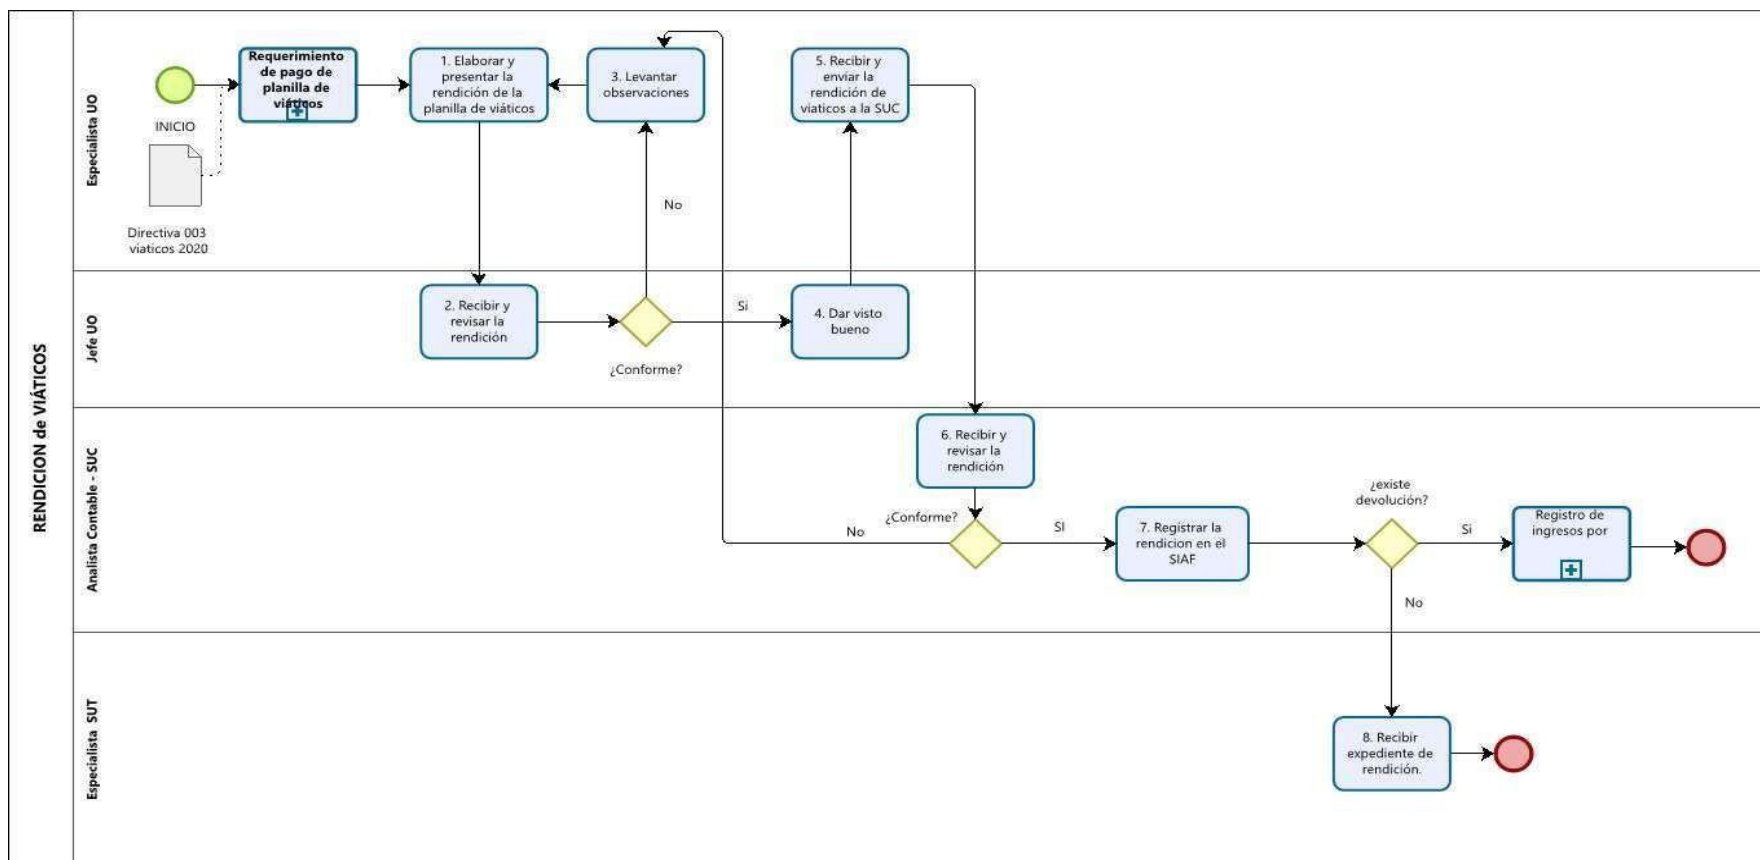 RENDICION de VIÁTICOS
Especialista UO
INICIO
Directiva 003
viaticos 2020
Requerimiento
de pago de
planilla de
viáticos
1. Elaborar y
presentar la
rendición de la
planilla de viáticos
3. Levantar
observaciones
5. Recibir y
enviar la
rendición de
viaticos a la SUC
No
Jefe UO
2. Recibir y
revisar la
rendición
¿Conforme?
Si
4. Dar visto
bueno
Analista Contable - SUC
6. Recibir y
revisar la
rendición
¿Conforme?
No
SI
7. Registrar la
rendicion en el
SIAF
¿existe
devolución?
Si
Registro de
ingresos por
No
Especialista SUT
8. Recibir
expediente de
rendición.